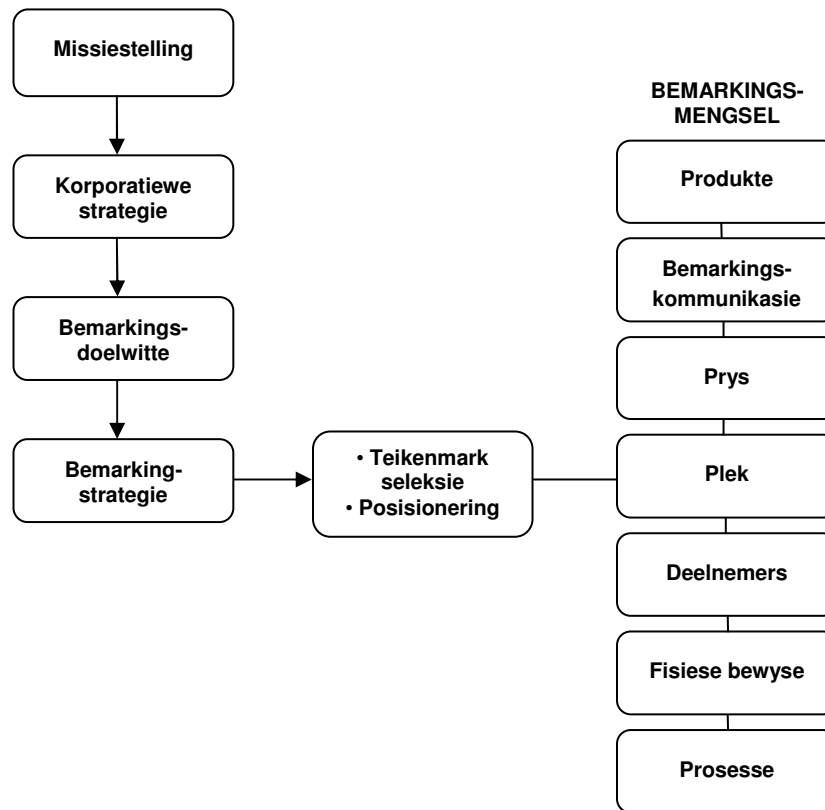 Missiestelling
Korporatiewe
strategie
Bemarkings-
doelwitte
Bemarking-
strategie
• Teikenmark
seleksie
• Posisionering
BEMARKINGS-
MENGSEL
Produkte
Bemarkings-
kommunikasie
Prys
Plek
Deelnemers
Fisiese bewyse
Prosesse